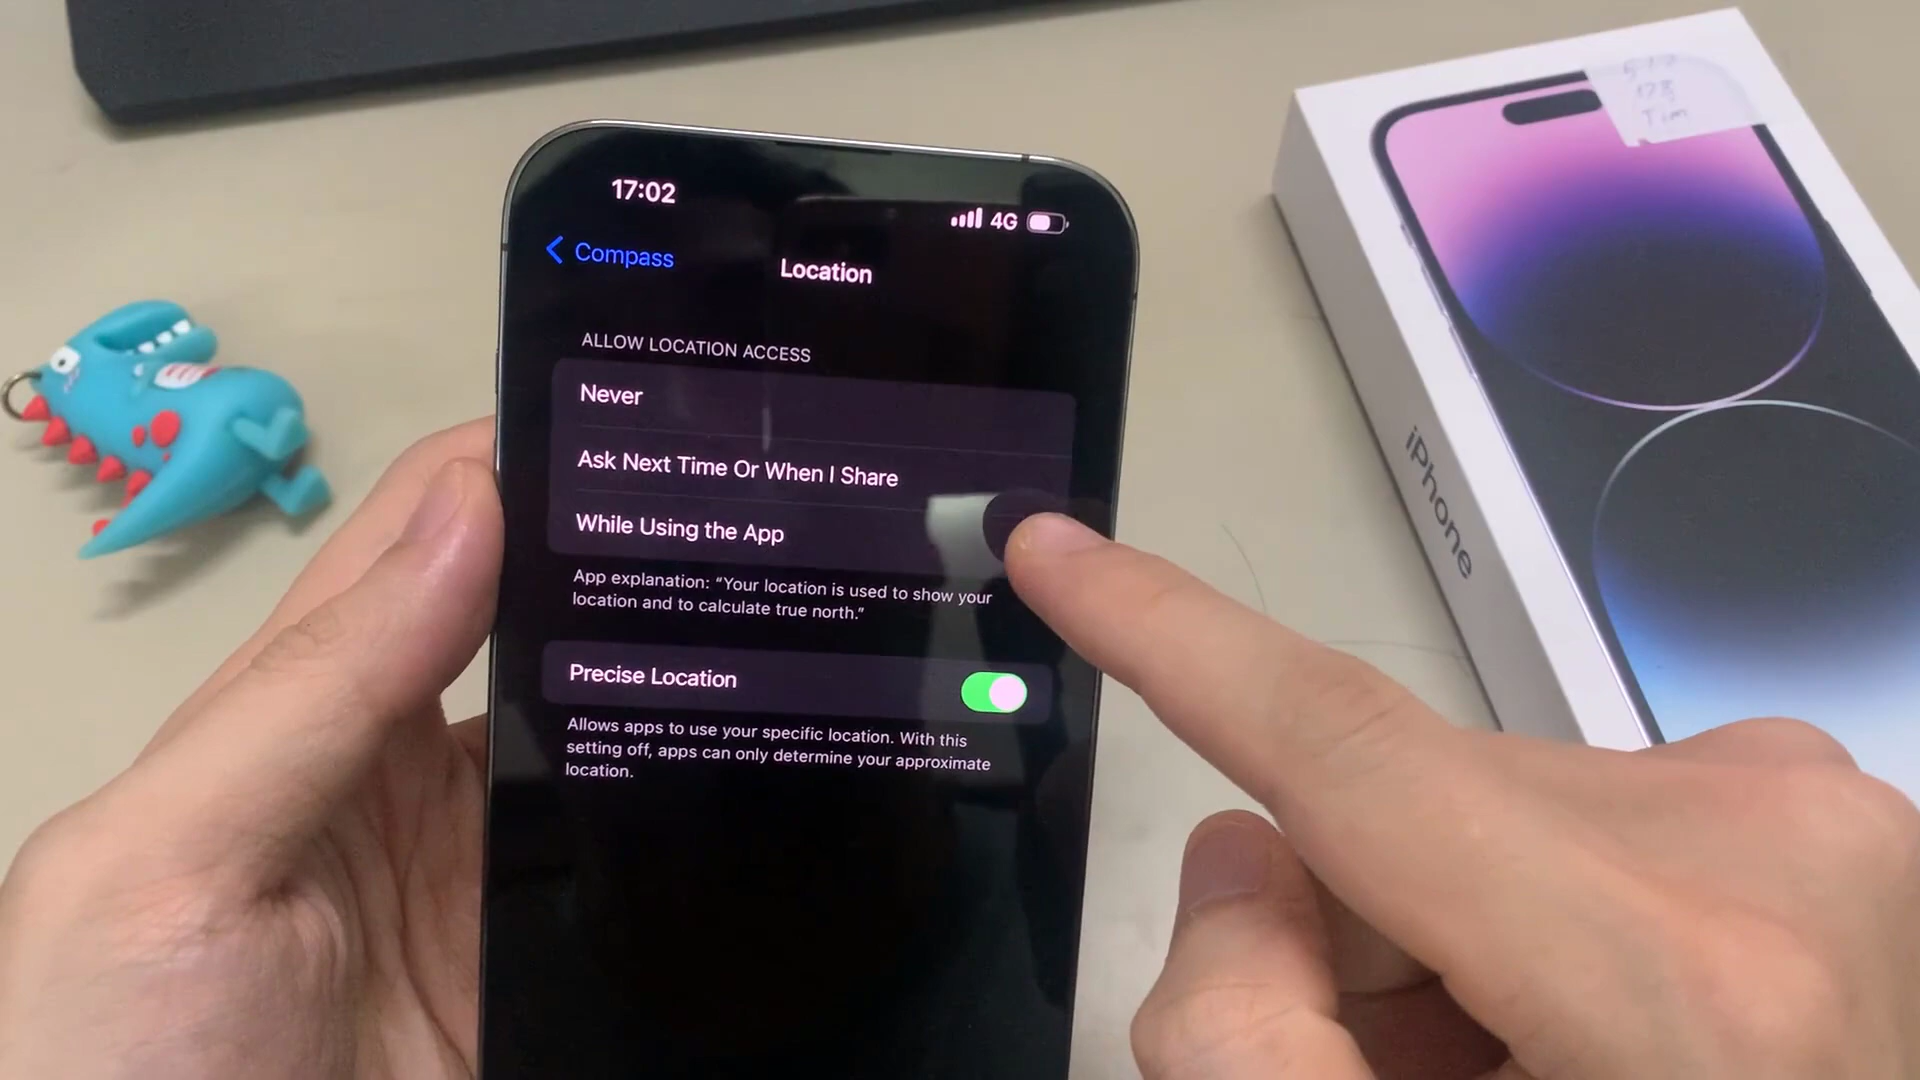 17:02
4G
Compass
Location
ALLOW LOCATION ACCESS
Never
Ask Next Time Or When I Share
While Using the App
App explanation: “Your location is used to show your
location and to calculate true north.”
Precise Location
Allows apps to use your specific location. With this
setting off, apps can only determine your approximate
location.
iPhone
128
Tim